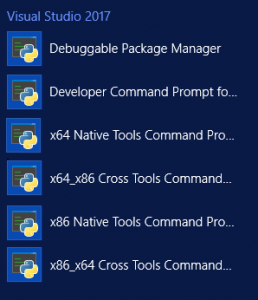 Visual Studio 2017
Debuggable Package Manager
Developer Command Prompt fo...
x64 Native Tools Command Pro...
x64_x86 Cross Tools Command...
x86 Native Tools Command Pro...
x86_x64 Cross Tools Command...